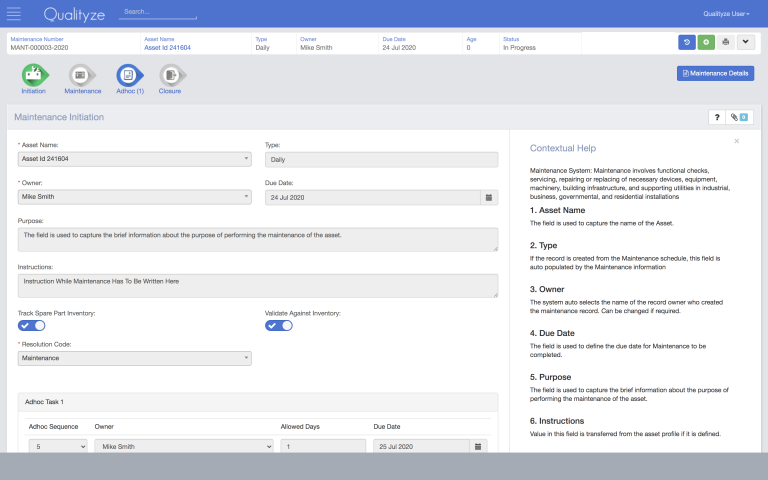 Qualityze
Search...
Qualityze User
Maintenance Number
MANT-000003-2020
Asset Name
Asset Id 241604
Type
Daily
Owner
Mike Smith
Due Date
24 Jul 2020
Age
0
Status
In Progress
Initiation
Maintenance
Adhoc (1)
Closure
Maintenance Details
Maintenance Initiation
?
0
* Asset Name:
Asset Id 241604
Type:
Daily
* Owner:
Mike Smith
Due Date:
24 Jul 2020
Purpose:
The field is used to capture the brief information about the purpose of performing the maintenance of the asset.
Instructions:
Instruction While Maintenance Has To Be Written Here
Track Spare Part Inventory:
Validate Against Inventory:
* Resolution Code:
Maintenance
Adhoc Task 1
Adhoc Sequence
Owner
Allowed Days
Due Date
5
Mike Smith
1
25 Jul 2020
Contextual Help
Maintenance System: Maintenance involves functional checks,
servicing, repairing or replacing of necessary devices, equipment,
machinery, building infrastructure, and supporting utilities in industrial,
business, governmental, and residential installations
1. Asset Name
The field is used to capture the name of the Asset.
2. Type
If the record is created from the Maintenance schedule, this field is
auto populated by the Maintenance information
3. Owner
The system auto selects the name of the record owner who created
the maintenance record. Can be changed if required.
4. Due Date
The field is used to define the due date for Maintenance to be
completed.
5. Purpose
The field is used to capture the brief information about the purpose of
performing the maintenance of the asset.
6. Instructions
Value in this field is transferred from the asset profile if it is defined.